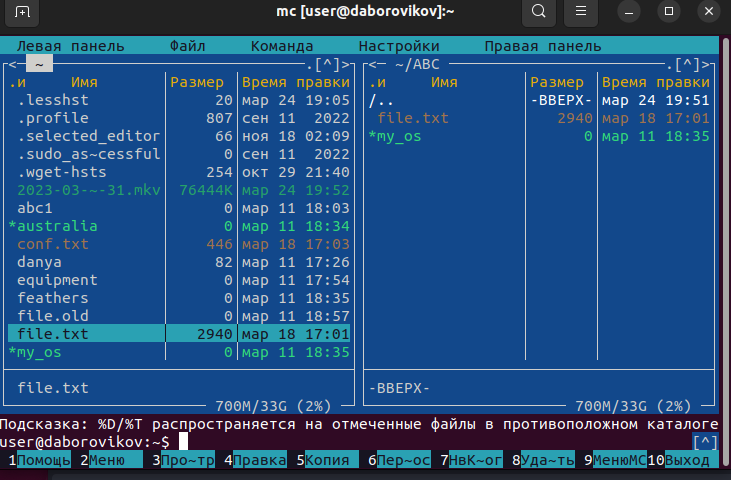 mc [user@daborovikov]:~
Левая панель Файл Команда Настройки Правая панель
<- ~ .[^]> <- ~/ABC .[^]>
.и Имя Размер Время правки .и Имя Размер Время правки
.lesshst 20 мар 24 19:05 /.. -ВВЕРХ- мар 24 19:51
.profile 807 сен 11 2022 file.txt 2940 мар 18 17:01
.selected_editor 66 ноя 18 02:09 *my_os 0 мар 11 18:35
.sudo_as~cessful 0 сен 11 2022
.wget-hsts 254 окт 29 21:40
2023-03-~-31.mkv 76444K мар 24 19:52
abc1 0 мар 11 18:03
*australia 0 мар 11 18:34
conf.txt 446 мар 18 17:03
danya 82 мар 11 17:26
equipment 0 мар 11 17:54
feathers 0 мар 11 18:35
file.old 0 мар 11 18:57
file.txt 2940 мар 18 17:01
*my_os 0 мар 11 18:35
file.txt -ВВЕРХ-
700M/33G (2%) 700M/33G (2%)
Подсказка: %D/%T распространяется на отмеченные файлы в противоположном каталоге
user@daborovikov:~$ [^]
1Помощь 2Меню 3Про~тр 4Правка 5Копия 6Пер~ос 7НвК~ог 8Уда~ть 9МенюМС 10Выход